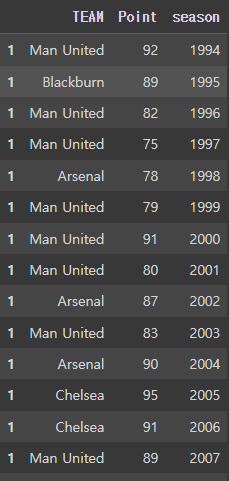 TEAM Point season
1 Man United 92 1994
1 Blackburn 89 1995
1 Man United 82 1996
1 Man United 75 1997
1 Arsenal 78 1998
1 Man United 79 1999
1 Man United 91 2000
1 Man United 80 2001
1 Arsenal 87 2002
1 Man United 83 2003
1 Arsenal 90 2004
1 Chelsea 95 2005
1 Chelsea 91 2006
1 Man United 89 2007